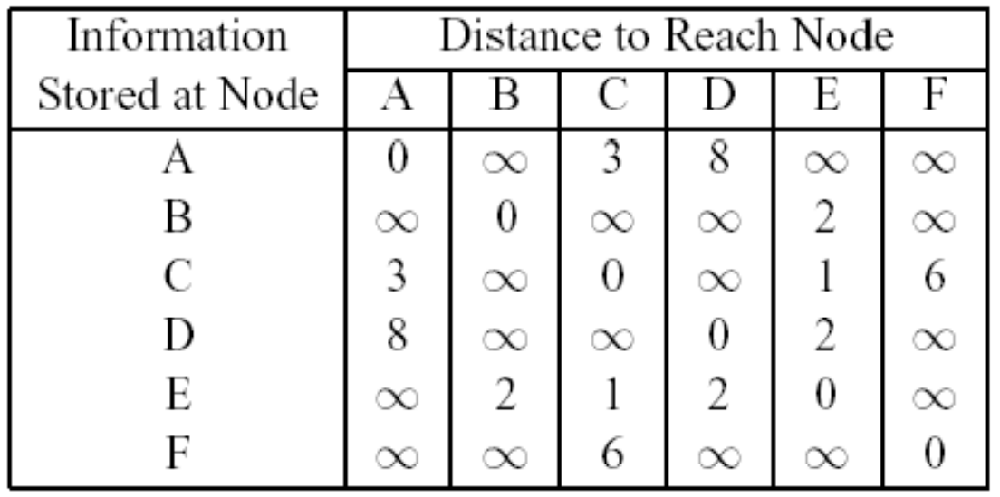 Information Distance to Reach Node
Stored at Node A B C D E F
A 0 ∞ 3 8 ∞ ∞
B ∞ 0 ∞ ∞ 2 ∞
C 3 ∞ 0 ∞ 1 6
D 8 ∞ ∞ 0 2 ∞
E ∞ 2 1 2 0 ∞
F ∞ ∞ 6 ∞ ∞ 0